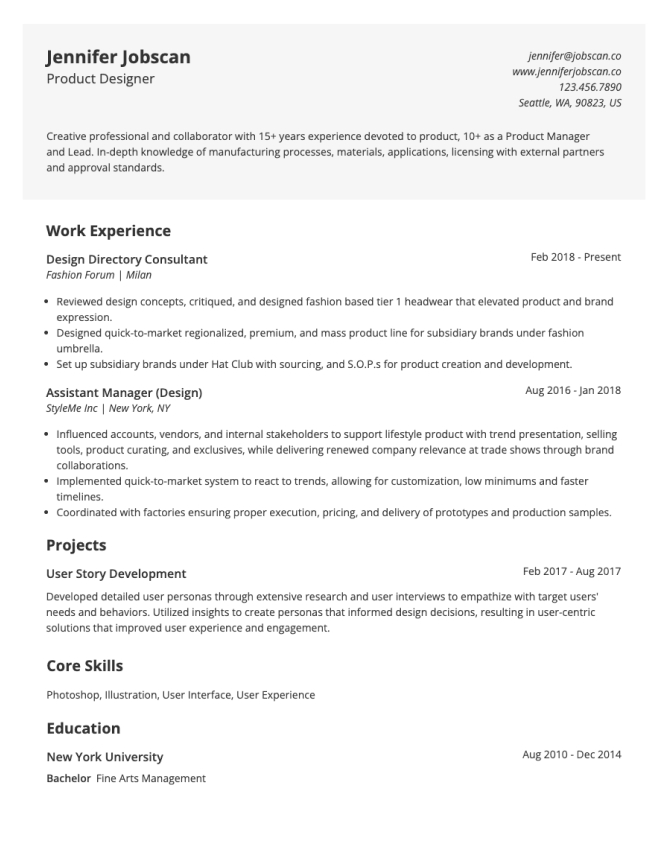 Jennifer Jobscan
Product Designer
jennifer@jobscan.co
www.jenniferjobscan.co
123.456.7890
Seattle, WA, 90823, US
Creative professional and collaborator with 15+ years experience devoted to product, 10+ as a Product Manager
and Lead. In-depth knowledge of manufacturing processes, materials, applications, licensing with external partners
and approval standards.
Work Experience
Design Directory Consultant
Feb 2018 - Present
Fashion Forum | Milan
• Reviewed design concepts, critiqued, and designed fashion based tier 1 headwear that elevated product and brand
expression.
• Designed quick-to-market regionalized, premium, and mass product line for subsidiary brands under fashion
umbrella.
• Set up subsidiary brands under Hat Club with sourcing, and S.O.P.s for product creation and development.
Assistant Manager (Design)
Aug 2016 - Jan 2018
StyleMe Inc | New York, NY
• Influenced accounts, vendors, and internal stakeholders to support lifestyle product with trend presentation, selling
tools, product curating, and exclusives, while delivering renewed company relevance at trade shows through brand
collaborations.
• Implemented quick-to-market system to react to trends, allowing for customization, low minimums and faster
timelines.
• Coordinated with factories ensuring proper execution, pricing, and delivery of prototypes and production samples.
Projects
User Story Development
Feb 2017 - Aug 2017
Developed detailed user personas through extensive research and user interviews to empathize with target users'
needs and behaviors. Utilized insights to create personas that informed design decisions, resulting in user-centric
solutions that improved user experience and engagement.
Core Skills
Photoshop, Illustration, User Interface, User Experience
Education
New York University
Aug 2010 - Dec 2014
Bachelor Fine Arts Management